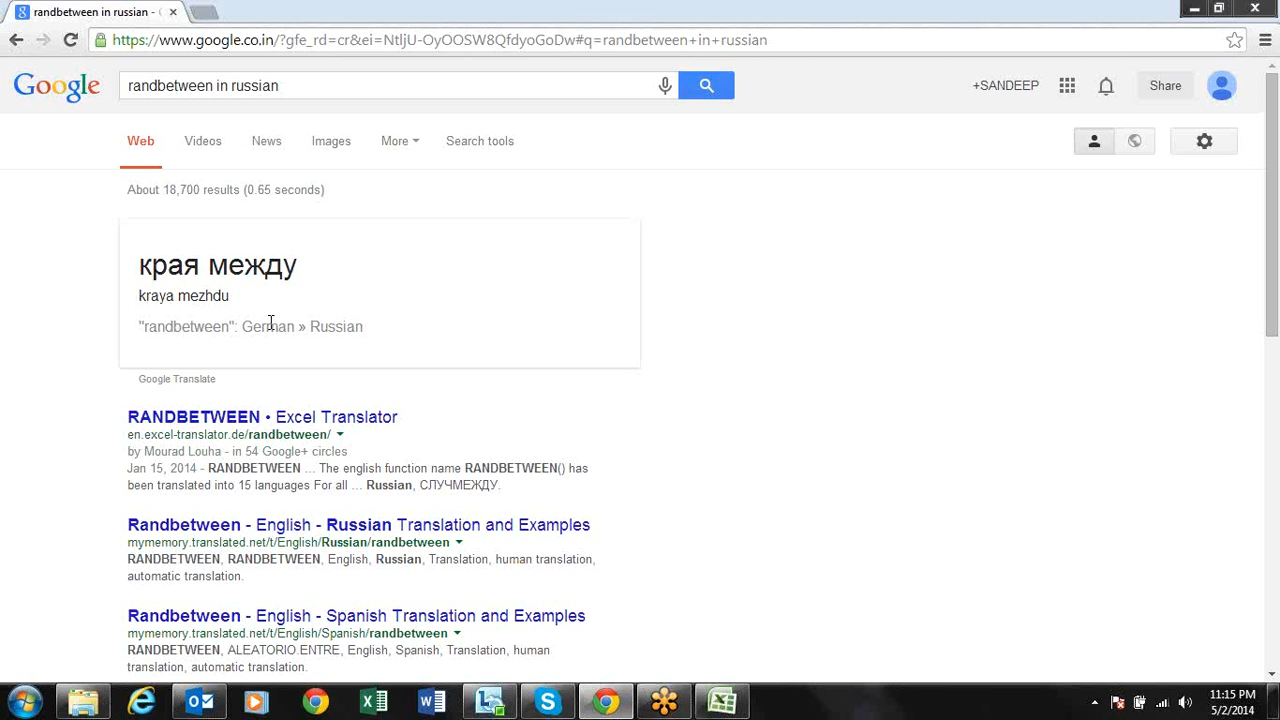 randbetween in russian - G
https://www.google.co.in/?gfe_rd=cr&ei=NtljU-OyOOSW8QfdyoGoDw#q=randbetween+in+russian
Google
randbetween in russian
+SANDEEP
Share
Web Videos News Images More Search tools
About 18,700 results (0.65 seconds)
края между
kraya mezhdu
"randbetween": German » Russian
Google Translate
RANDBETWEEN • Excel Translator
en.excel-translator.de/randbetween/
by Mourad Louha - in 54 Google+ circles
Jan 15, 2014 - RANDBETWEEN ... The english function name RANDBETWEEN() has
been translated into 15 languages For all ... Russian, СЛУЧМЕЖДУ.
Randbetween - English - Russian Translation and Examples
mymemory.translated.net/t/English/Russian/randbetween
RANDBETWEEN, RANDBETWEEN, English, Russian, Translation, human translation,
automatic translation.
Randbetween - English - Spanish Translation and Examples
mymemory.translated.net/t/English/Spanish/randbetween
RANDBETWEEN, ALEATORIO.ENTRE, English, Spanish, Translation, human
translation, automatic translation.
11:15 PM
5/2/2014